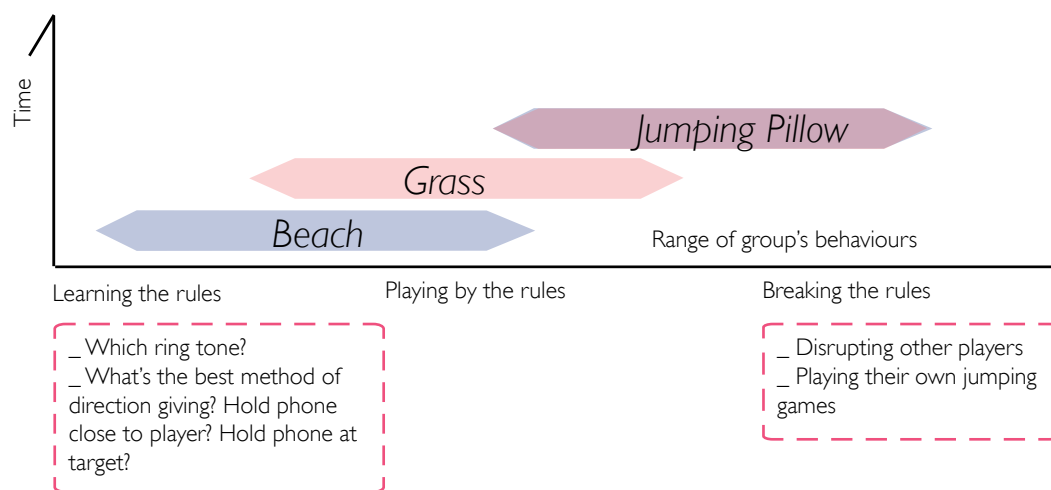 Time
Jumping Pillow
Grass
Beach
Range of group's behaviours
Learning the rules
Playing by the rules
Breaking the rules
_ Which ring tone?
_ What's the best method of
direction giving? Hold phone
close to player? Hold phone at
target?
_ Disrupting other players
_ Playing their own jumping
games